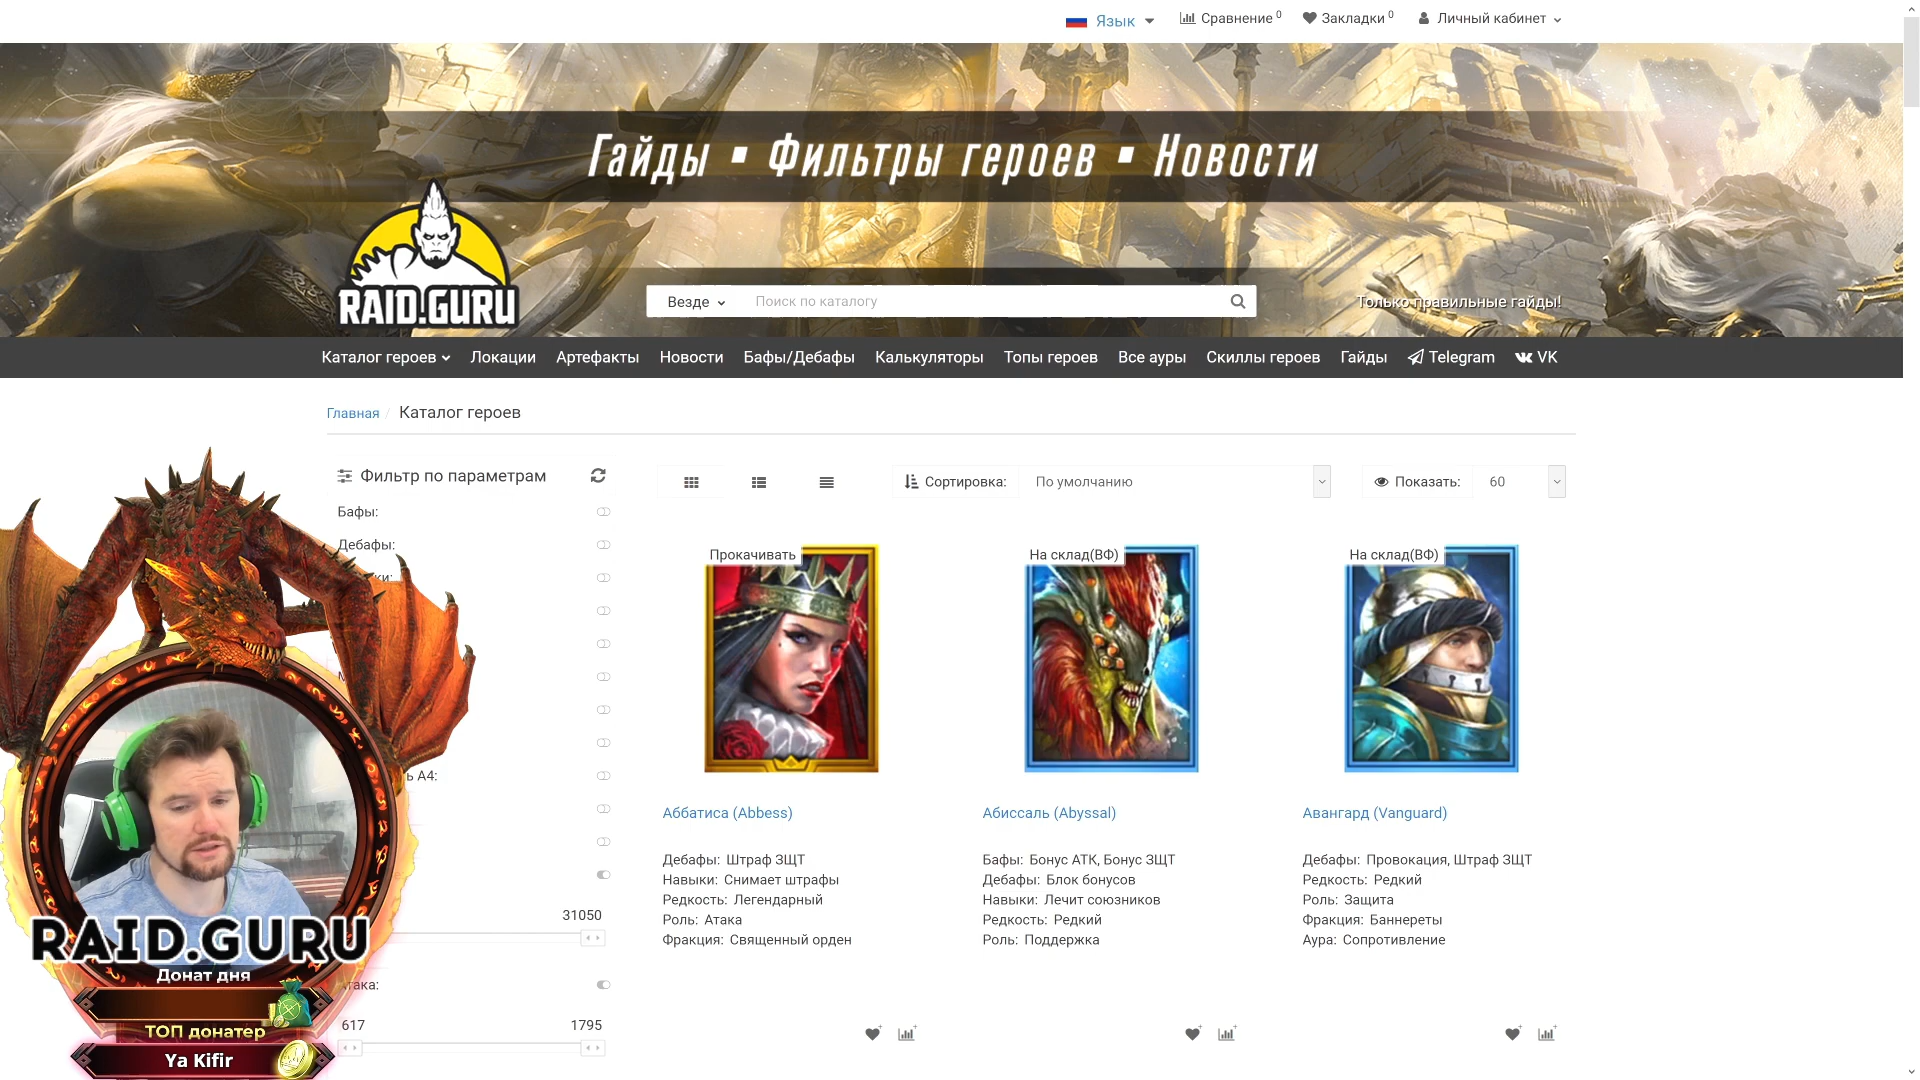 Язык
Сравнение 0
Закладки 0
Личный кабинет
Гайды ▪ Фильтры героев ▪ Новости
RAID.GURU
Везде
Поиск по каталогу
Только правильные гайды!
Каталог героев
Локации
Артефакты
Новости
Бафы/Дебафы
Калькуляторы
Топы героев
Все ауры
Скиллы героев
Гайды
Telegram
VK
Главная / Каталог героев
Фильтр по параметрам
Сортировка: По умолчанию
Показать: 60
Бафы:
Дебафы:
ки:
ь А4:
31050
така:
617
1795
Прокачивать
Аббатиса (Abbess)
Дебафы: Штраф ЗЩТ
Навыки: Снимает штрафы
Редкость: Легендарный
Роль: Атака
Фракция: Священный орден
На склад(ВФ)
Абиссаль (Abyssal)
Бафы: Бонус АТК, Бонус ЗЩТ
Дебафы: Блок бонусов
Навыки: Лечит союзников
Редкость: Редкий
Роль: Поддержка
На склад(ВФ)
Авангард (Vanguard)
Дебафы: Провокация, Штраф ЗЩТ
Редкость: Редкий
Роль: Защита
Фракция: Баннереты
Аура: Сопротивление
RAID.GURU
Донат дня
ТОП донатер
Ya Kifir